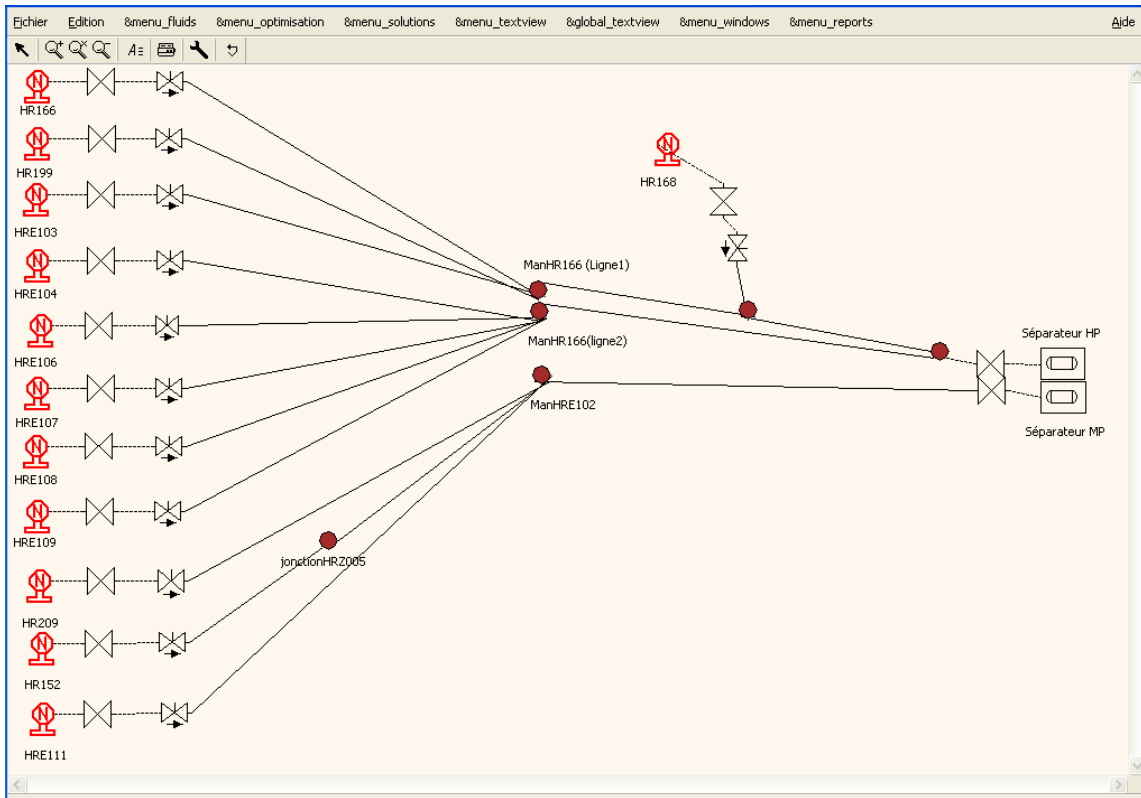 Fichier Edition &menu_fluids &menu_optimisation &menu_solutions &menu_textview &global_textview &menu_windows &menu_reports Aide
A
N
HR166
N
HR199
N
HRE103
N
HRE104
N
HRE106
N
HRE107
N
HRE108
N
HRE109
N
HR209
N
HR152
N
HRE111
N
HR168
ManHR166 (Ligne1)
ManHR166(ligne2)
ManHRE102
jonctionHRZ005
Séparateur HP
Séparateur MP